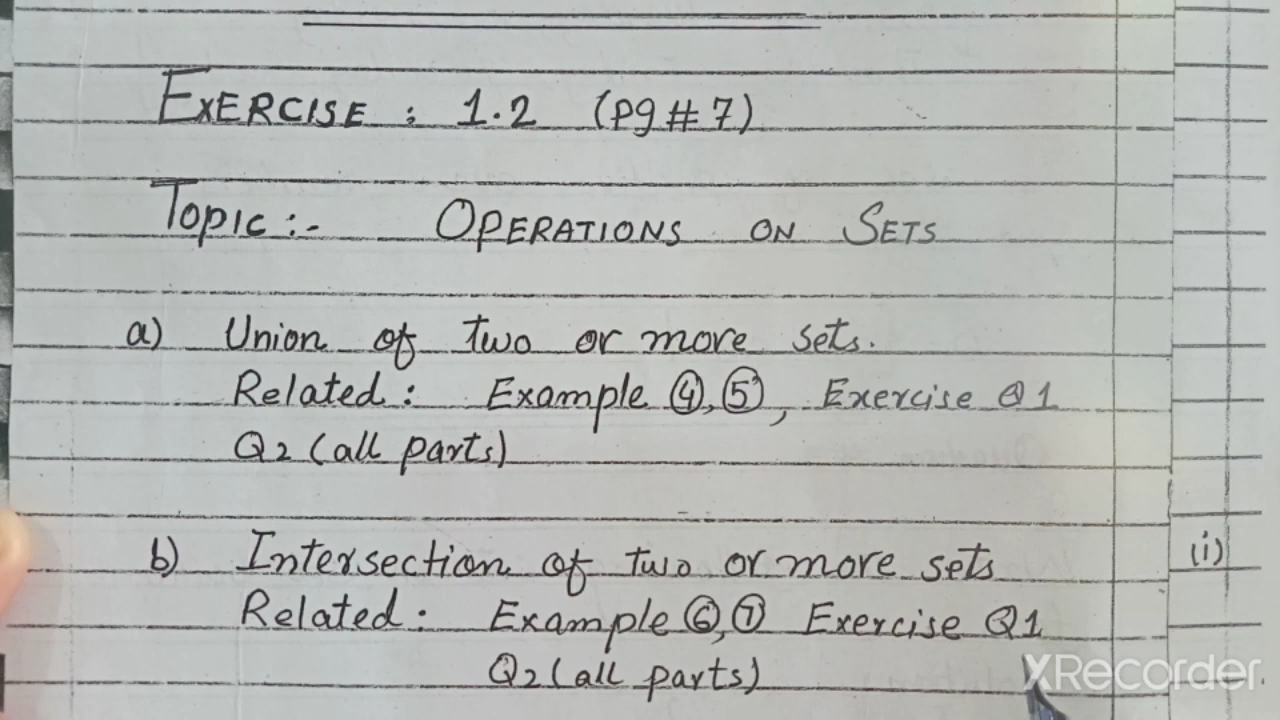 EXERCISE : 1.2 (pg # 7)
TOPIC :- OPERATIONS ON SETS
a) Union of two or more sets.
Related : Example ④, ⑤, Exercise Q1
Q2 (all parts)
b) Intersection of two or more sets
Related : Example ⑥, ⑦ Exercise Q1
Q2 (all parts)
(i)
XRecorder